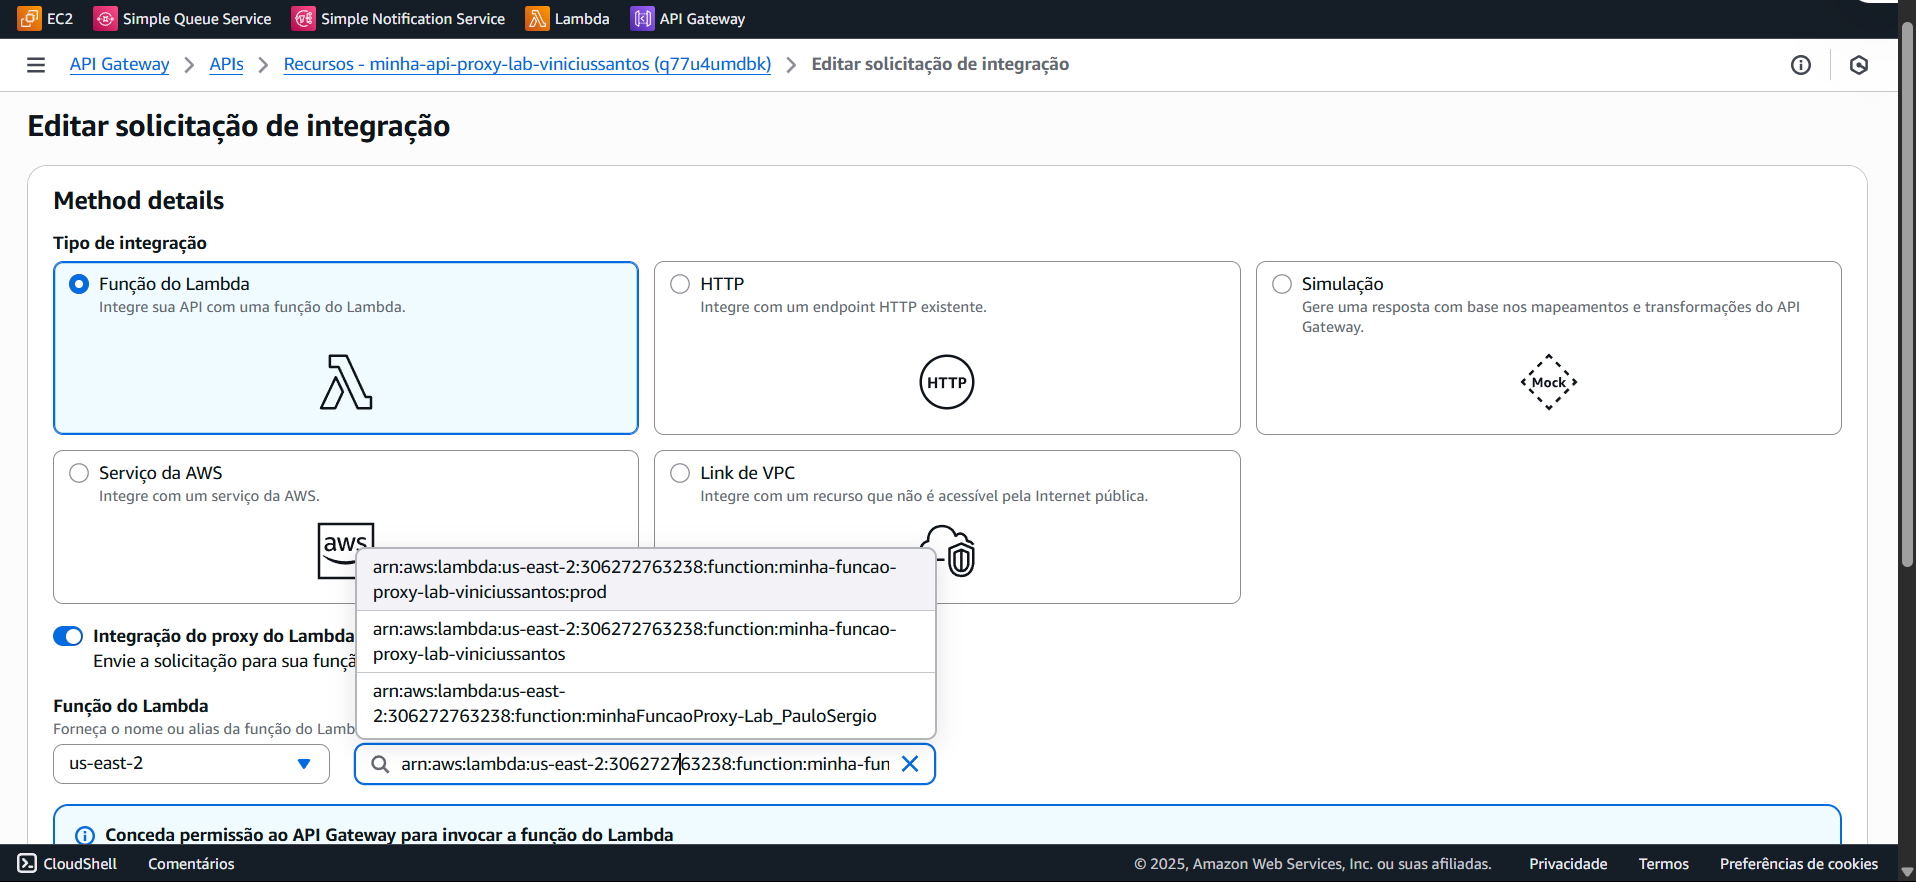 EC2 Simple Queue Service Simple Notification Service Lambda API Gateway
API Gateway APIs Recursos - minha-api-proxy-lab-viniciussantos (q77u4umdbk) Editar solicitação de integração
Editar solicitação de integração
Method details
Tipo de integração
Função do Lambda
Integre sua API com uma função do Lambda.
HTTP
Integre com um endpoint HTTP existente.
HTTP
Simulação
Gere uma resposta com base nos mapeamentos e transformações do API
Gateway.
Mock
Serviço da AWS
Integre com um serviço da AWS.
aws
Link de VPC
Integre com um recurso que não é acessível pela Internet pública.
arn:aws:lambda:us-east-2:306272763238:function:minha-funcao-
proxy-lab-viniciussantos:prod
arn:aws:lambda:us-east-2:306272763238:function:minha-funcao-
proxy-lab-viniciussantos
arn:aws:lambda:us-east-
2:306272763238:function:minhaFuncaoProxy-Lab_PauloSergio
Integração do proxy do Lambda
Envie a solicitação para sua funçã
Função do Lambda
Forneça o nome ou alias da função do Lamb
us-east-2
arn:aws:lambda:us-east-2:306272763238:function:minha-fun
Conceda permissão ao API Gateway para invocar a função do Lambda
CloudShell Comentários © 2025, Amazon Web Services, Inc. ou suas afiliadas. Privacidade Termos Preferências de cookies